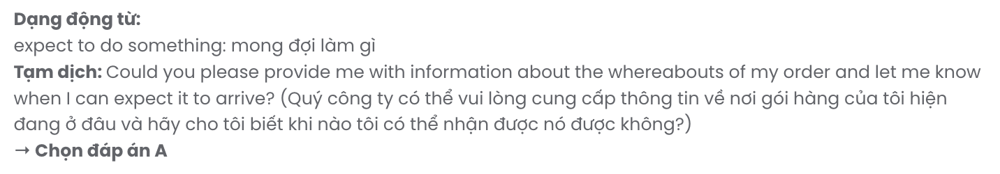 Dạng động từ:
expect to do something: mong đợi làm gì
Tạm dịch: Could you please provide me with information about the whereabouts of my order and let me know
when I can expect it to arrive? (Quý công ty có thể vui lòng cung cấp thông tin về nơi gói hàng của tôi hiện
đang ở đâu và hãy cho tôi biết khi nào tôi có thể nhận được nó được không?)
→ Chọn đáp án A